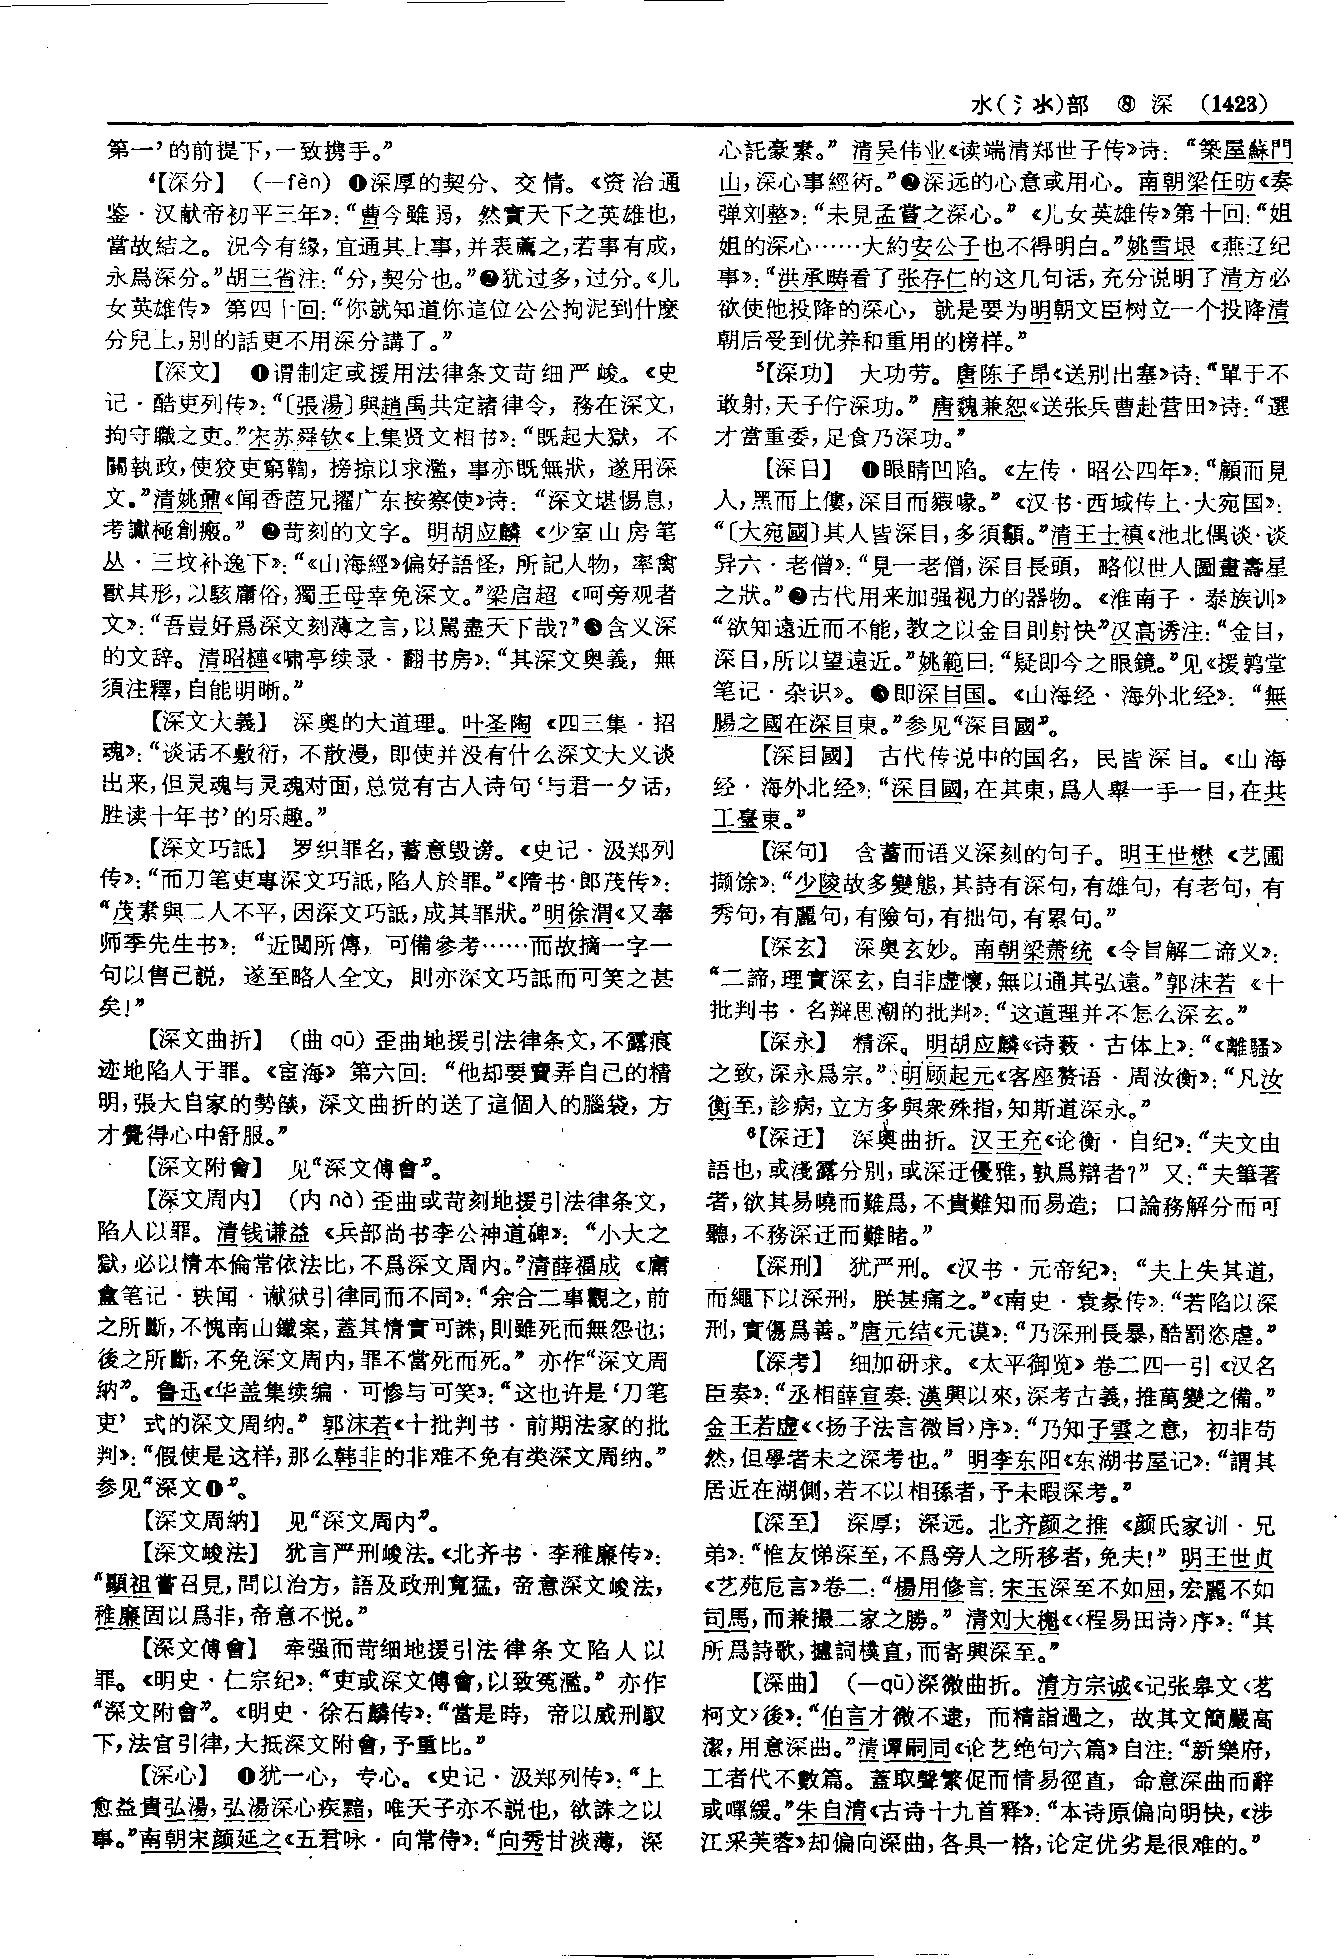 水(氵氺)部 ⑧ 深 (1423)
第一’的前提下,一致携手。”
⁴【深分】 (—fèn) ❶深厚的契分、交情。《资治通
鉴·汉献帝初平三年》:“曹今雖弱,然實天下之英雄也,
當故結之。況今有緣,宜通其上事,并表薦之,若事有成,
永爲深分。”胡三省注:“分,契分也。”❷犹过多,过分。《儿
女英雄传》第四十回:“你就知道你這位公公拘泥到什麽
分兒上,别的話更不用深分講了。”
【深文】 ❶谓制定或援用法律条文苛细严峻。《史
记·酷吏列传》:“〔張湯〕與趙禹共定諸律令,務在深文,
拘守職之吏。”宋苏舜钦《上集贤文相书》:“既起大獄,不
關執政,使狡吏窮鞫,搒掠以求濫,事亦既無狀,遂用深
文。”清姚鼐《闻香茝兄擢广东按察使》诗:“深文堪惕息,
考讞極創瘢。” ❷苛刻的文字。明胡应麟《少室山房笔
丛·三坟补逸下》:“《山海經》偏好語怪,所記人物,率禽
獸其形,以駭庸俗,獨王母幸免深文。”梁启超《呵旁观者
文》:“吾豈好爲深文刻薄之言,以駡盡天下哉?”❸含义深
的文辞。清昭槤《啸亭续录·翻书房》:“其深文奧義,無
須注釋,自能明晰。”
【深文大義】 深奥的大道理。叶圣陶《四三集·招
魂》:“谈话不敷衍,不散漫,即使并没有什么深文大义谈
出来,但灵魂与灵魂对面,总觉有古人诗句‘与君一夕话,
胜读十年书’的乐趣。”
【深文巧詆】 罗织罪名,蓄意毁谤。《史记·汲郑列
传》:“而刀笔吏專深文巧詆,陷人於罪。”《隋书·郎茂传》:
“茂素與二人不平,因深文巧詆,成其罪狀。”明徐渭《又奉
师季先生书》:“近閱所傳,可備參考……而故摘一字一
句以售己説,遂至略人全文,則亦深文巧詆而可笑之甚
矣!”
【深文曲折】 (曲 qū) 歪曲地援引法律条文,不露痕
迹地陷人于罪。《宦海》第六回:“他却要賣弄自己的精
明,張大自家的勢燄,深文曲折的送了這個人的腦袋,方
才覺得心中舒服。”
【深文附會】 见“深文傅會”。
【深文周内】 (内 nà) 歪曲或苛刻地援引法律条文,
陷人以罪。清钱谦益《兵部尚书李公神道碑》:“小大之
獄,必以情本倫常依法比,不爲深文周内。”清薛福成《庸
盦笔记·轶闻·谳狱引律同而不同》:“余合二事觀之,前
之所斷,不愧南山鐵案,蓋其情實可誅,則雖死而無怨也;
後之所斷,不免深文周内,罪不當死而死。” 亦作“深文周
納”。鲁迅《华盖集续编·可惨与可笑》:“这也许是‘刀笔
吏’式的深文周纳。”郭沫若《十批判书·前期法家的批
判》:“假使是这样,那么韩非的非难不免有类深文周纳。”
参见“深文❶”。
【深文周納】 见“深文周内”。
【深文峻法】 犹言严刑峻法。《北齐书·李稚廉传》:
“顯祖嘗召見,問以治方,語及政刑寬猛,帝意深文峻法,
稚廉固以爲非,帝意不悦。”
【深文傅會】 牵强而苛细地援引法律条文陷人以
罪。《明史·仁宗纪》:“吏或深文傅會,以致冤濫。” 亦作
“深文附會”。《明史·徐石麟传》:“當是時,帝以威刑馭
下,法官引律,大抵深文附會,予重比。”
【深心】 ❶犹一心,专心。《史记·汲郑列传》:“上
愈益貴弘湯,弘湯深心疾黯,唯天子亦不説也,欲誅之以
事。”南朝宋颜延之《五君咏·向常侍》:“向秀甘淡薄,深
心託豪素。” 清吴伟业《读端清郑世子传》诗:“築屋蘇門
山,深心事經術。”❷深远的心意或用心。南朝梁任昉《奏
弹刘整》:“未見孟嘗之深心。”《儿女英雄传》第十回:“姐
姐的深心……大約安公子也不得明白。”姚雪垠《燕辽纪
事》:“洪承畴看了张存仁的这几句话,充分说明了清方必
欲使他投降的深心,就是要为明朝文臣树立一个投降清
朝后受到优养和重用的榜样。”
⁵【深功】 大功劳。唐陈子昂《送别出塞》诗:“單于不
敢射,天子佇深功。” 唐魏兼恕《送张兵曹赴营田》诗:“選
才當重委,足食乃深功。”
【深目】 ❶眼睛凹陷。《左传·昭公四年》:“顧而見
人,黑而上僂,深目而豭喙。”《汉书·西域传上·大宛国》:
“〔大宛國〕其人皆深目,多須顟。”清王士禛《池北偶谈·谈
异六·老僧》:“見一老僧,深目長頭,略似世人圖畫壽星
之狀。”❷古代用来加强视力的器物。《淮南子·泰族训》
“欲知遠近而不能,教之以金目則射快”汉高诱注:“金目,
深目,所以望遠近。”姚範曰:“疑即今之眼鏡。”见《援鹑堂
笔记·杂识》。❸即深目国。《山海经·海外北经》:“無
腸之國在深目東。”参见“深目國”。
【深目國】 古代传说中的国名,民皆深目。《山海
经·海外北经》:“深目國,在其東,爲人舉一手一目,在共
工臺東。”
【深句】 含蓄而语义深刻的句子。明王世懋《艺圃
撷馀》:“少陵故多變態,其詩有深句,有雄句,有老句,有
秀句,有麗句,有險句,有拙句,有累句。”
【深玄】 深奥玄妙。南朝梁萧统《令旨解二谛义》:
“二諦,理實深玄,自非虚懷,無以通其弘遠。”郭沫若《十
批判书·名辩思潮的批判》:“这道理并不怎么深玄。”
【深永】 精深。明胡应麟《诗薮·古体上》:“《離騷》
之致,深永爲宗。”明顾起元《客座赘语·周汝衡》:“凡汝
衡至,診病,立方多與衆殊指,知斯道深永。”
⁶【深迂】 深奥曲折。汉王充《论衡·自纪》:“夫文由
語也,或淺露分别,或深迂優雅,孰爲辯者?” 又:“夫筆著
者,欲其易曉而難爲,不貴難知而易造;口論務解分而可
聽,不務深迂而難睹。”
【深刑】 犹严刑。《汉书·元帝纪》:“夫上失其道,
而繩下以深刑,朕甚痛之。”《南史·袁彖传》:“若陷以深
刑,實傷爲善。”唐元结《元谟》:“乃深刑長暴,酷罰恣虐。”
【深考】 细加研求。《太平御览》卷二四一引《汉名
臣奏》:“丞相薛宣奏:漢興以來,深考古義,推萬變之備。”
金王若虚《〈扬子法言微旨〉序》:“乃知子雲之意,初非苟
然,但學者未之深考也。” 明李东阳《东湖书屋记》:“謂其
居近在湖側,若不以相孫者,予未暇深考。”
【深至】 深厚;深远。北齐颜之推《颜氏家训·兄
弟》:“惟友悌深至,不爲旁人之所移者,免夫!” 明王世贞
《艺苑卮言》卷二:“楊用修言:宋玉深至不如屈,宏麗不如
司馬,而兼撮二家之勝。” 清刘大櫆《〈程易田诗〉序》:“其
所爲詩歌,攄詞樸直,而寄興深至。”
【深曲】 (—qū)深微曲折。清方宗诚《记张皋文〈茗
柯文〉後》:“伯言才微不逮,而精詣過之,故其文簡嚴高
潔,用意深曲。”清谭嗣同《论艺绝句六篇》自注:“新樂府,
工者代不數篇。蓋取聲繁促而情易徑直,命意深曲而辭
或嘽緩。”朱自清《古诗十九首释》:“本诗原偏向明快,《涉
江采芙蓉》却偏向深曲,各具一格,论定优劣是很难的。”